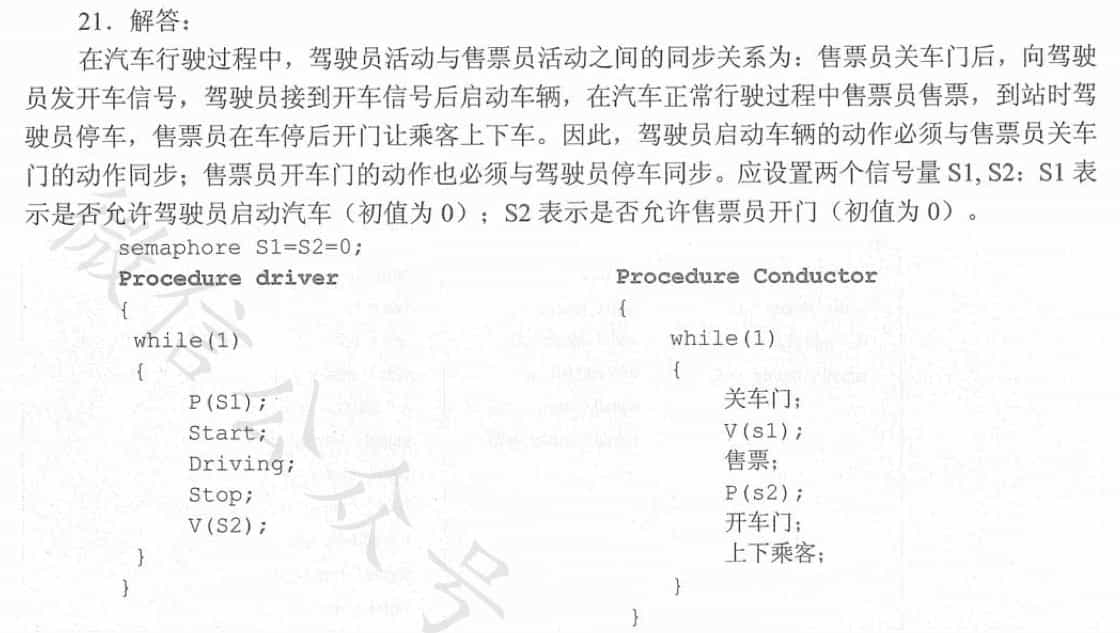 21．解答：
在汽车行驶过程中，驾驶员活动与售票员活动之间的同步关系为：售票员关车门后，向驾驶
员发开车信号，驾驶员接到开车信号后启动车辆，在汽车正常行驶过程中售票员售票，到站时驾
驶员停车，售票员在车停后开门让乘客上下车。因此，驾驶员启动车辆的动作必须与售票员关车
门的动作同步；售票员开车门的动作也必须与驾驶员停车同步。应设置两个信号量 S1, S2：S1 表
示是否允许驾驶员启动汽车（初值为 0）；S2 表示是否允许售票员开门（初值为 0）。
semaphore S1=S2=0;
Procedure driver
{
while(1)
{
P(S1);
Start;
Driving;
Stop;
V(S2);
}
}
Procedure Conductor
{
while(1)
{
关车门;
V(s1);
售票;
P(s2);
开车门;
上下乘客;
}
}
微信公众号